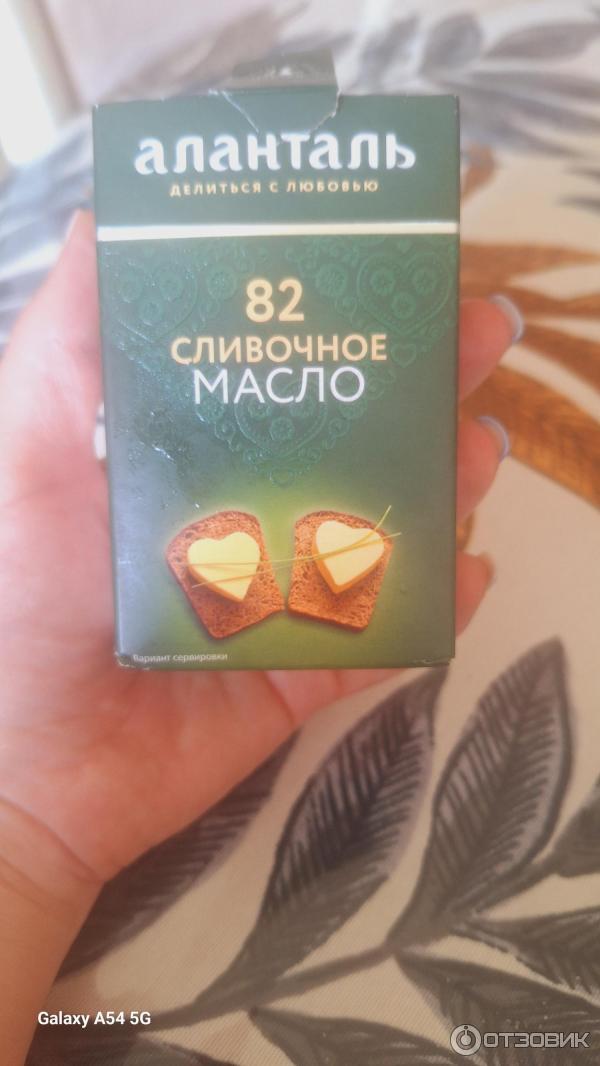 аланталь
ДЕЛИТЬСЯ С ЛЮБОВЬЮ
82
СЛИВОЧНОЕ
МАСЛО
Вариант сервировки
Galaxy A54 5G
ОТЗОВИК